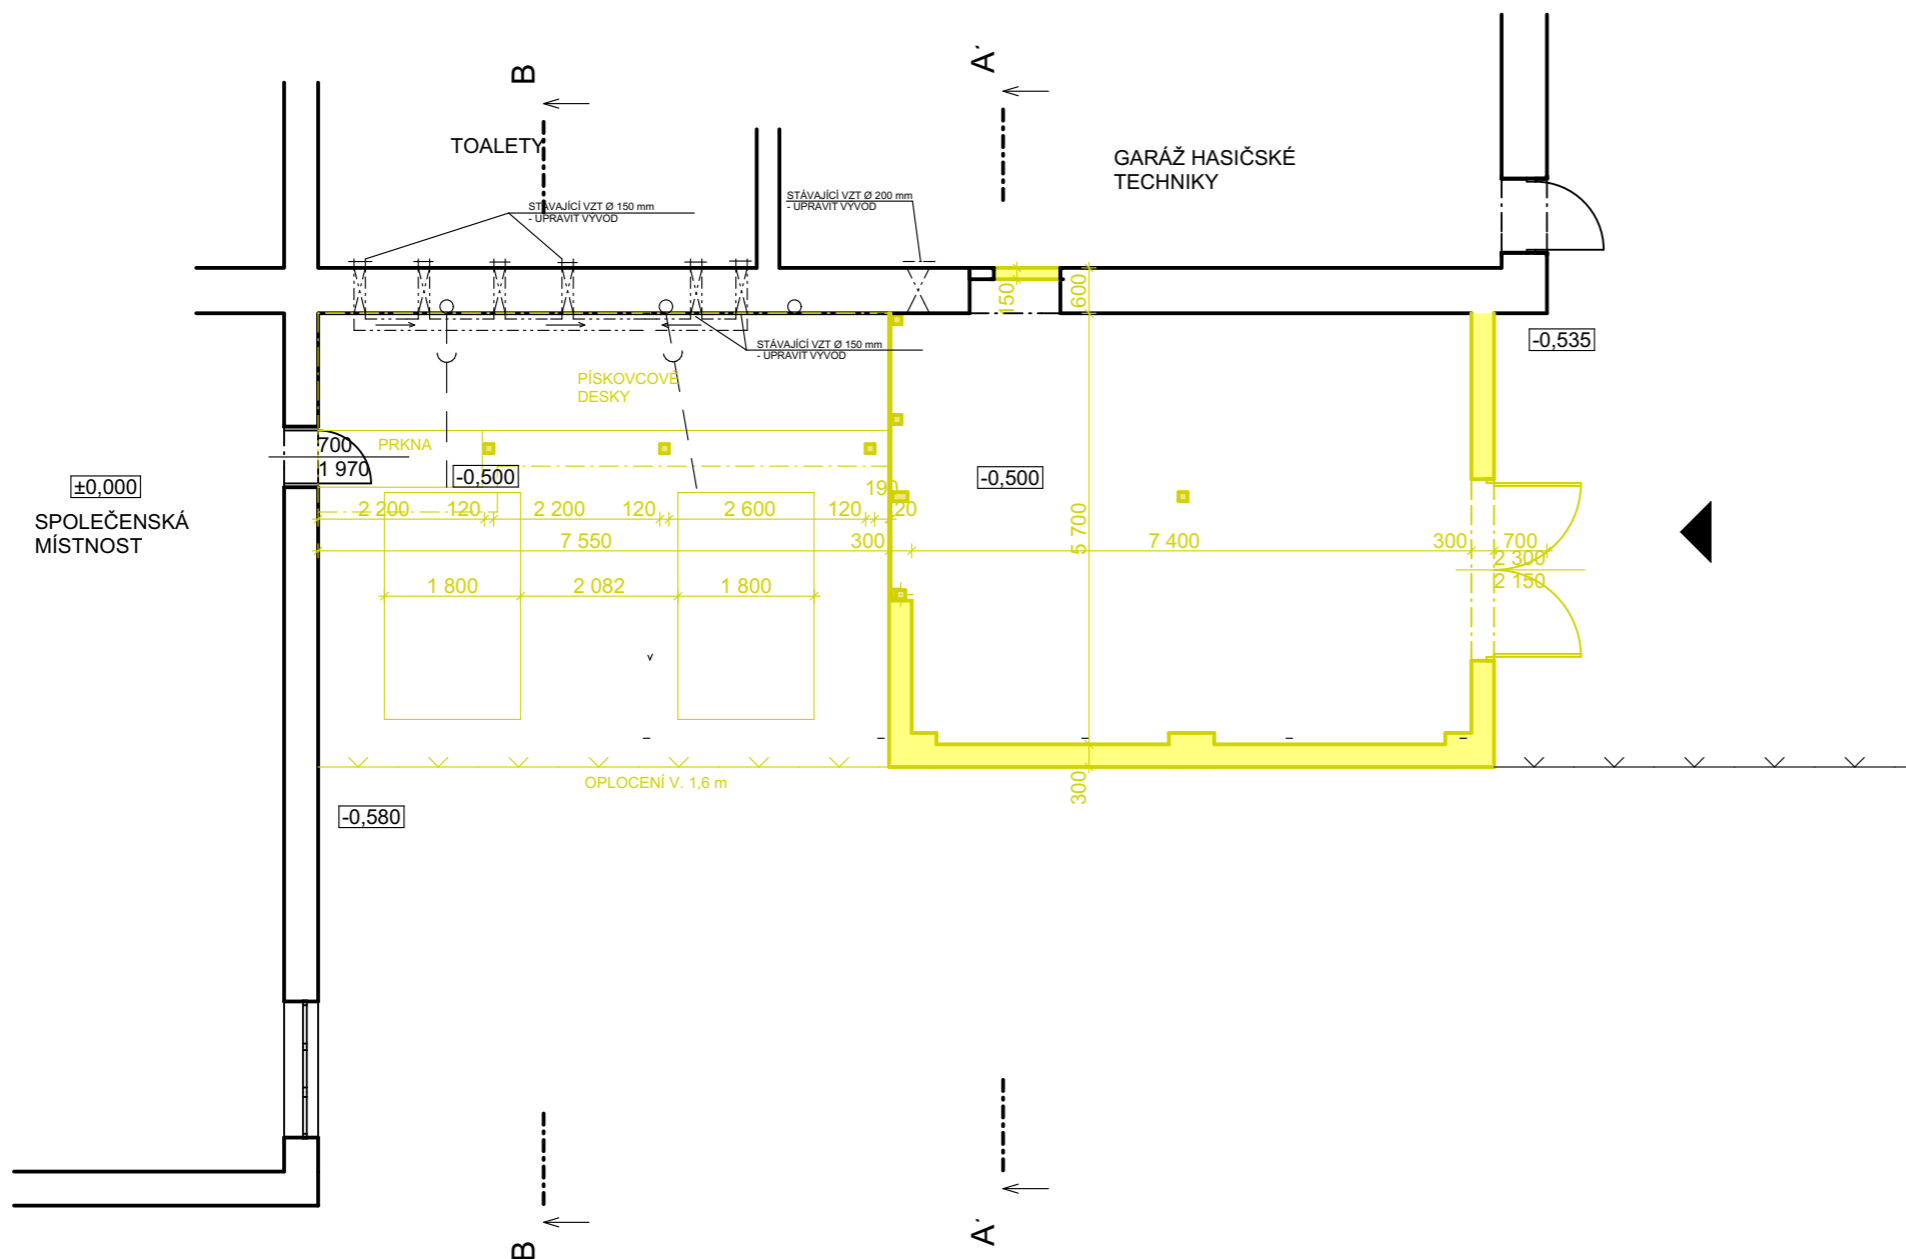 B
A'
TOALETY
GARÁŽ HASIČSKÉ
TECHNIKY
STÁVAJÍCÍ VZT Ø 150 mm
- UPRAVIT VÝVOD
STÁVAJÍCÍ VZT Ø 200 mm
- UPRAVIT VÝVOD
150
600
-0,535
STÁVAJÍCÍ VZT Ø 150 mm
- UPRAVIT VÝVOD
PÍSKOVCOVÉ
DESKY
700
1 970
PRKNA
-0,500
-0,500
±0,000
SPOLEČENSKÁ
MÍSTNOST
190
2 200
120
2 200
120
2 600
120
20
7 550
300
5 700
7 400
300
700
2 300
2 150
1 800
2 082
1 800
OPLOCENÍ V. 1,6 m
300
-0,580
B
A'